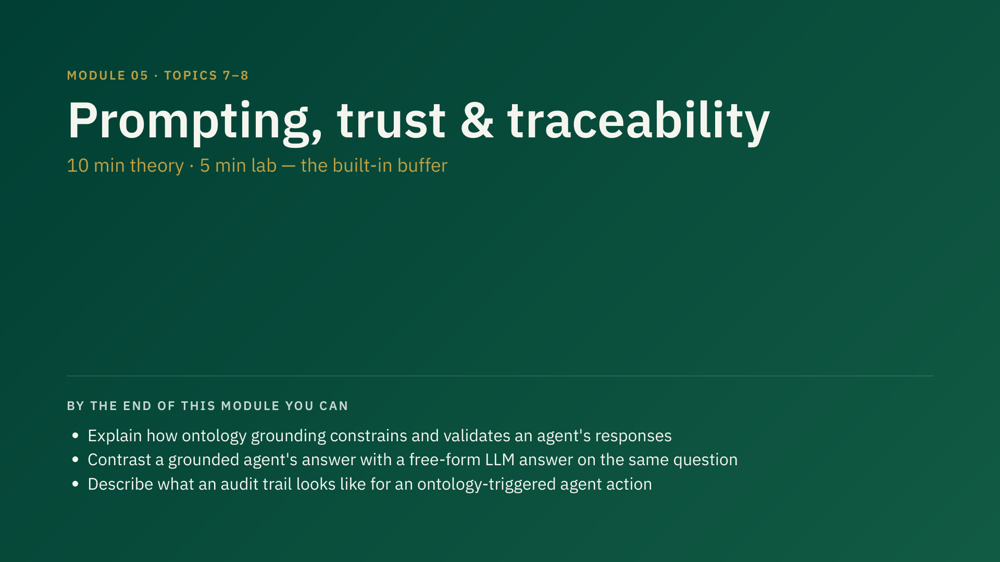 MODULE 05 · TOPICS 7–8
Prompting, trust & traceability
10 min theory · 5 min lab — the built-in buffer
BY THE END OF THIS MODULE YOU CAN
• Explain how ontology grounding constrains and validates an agent's responses
• Contrast a grounded agent's answer with a free-form LLM answer on the same question
• Describe what an audit trail looks like for an ontology-triggered agent action